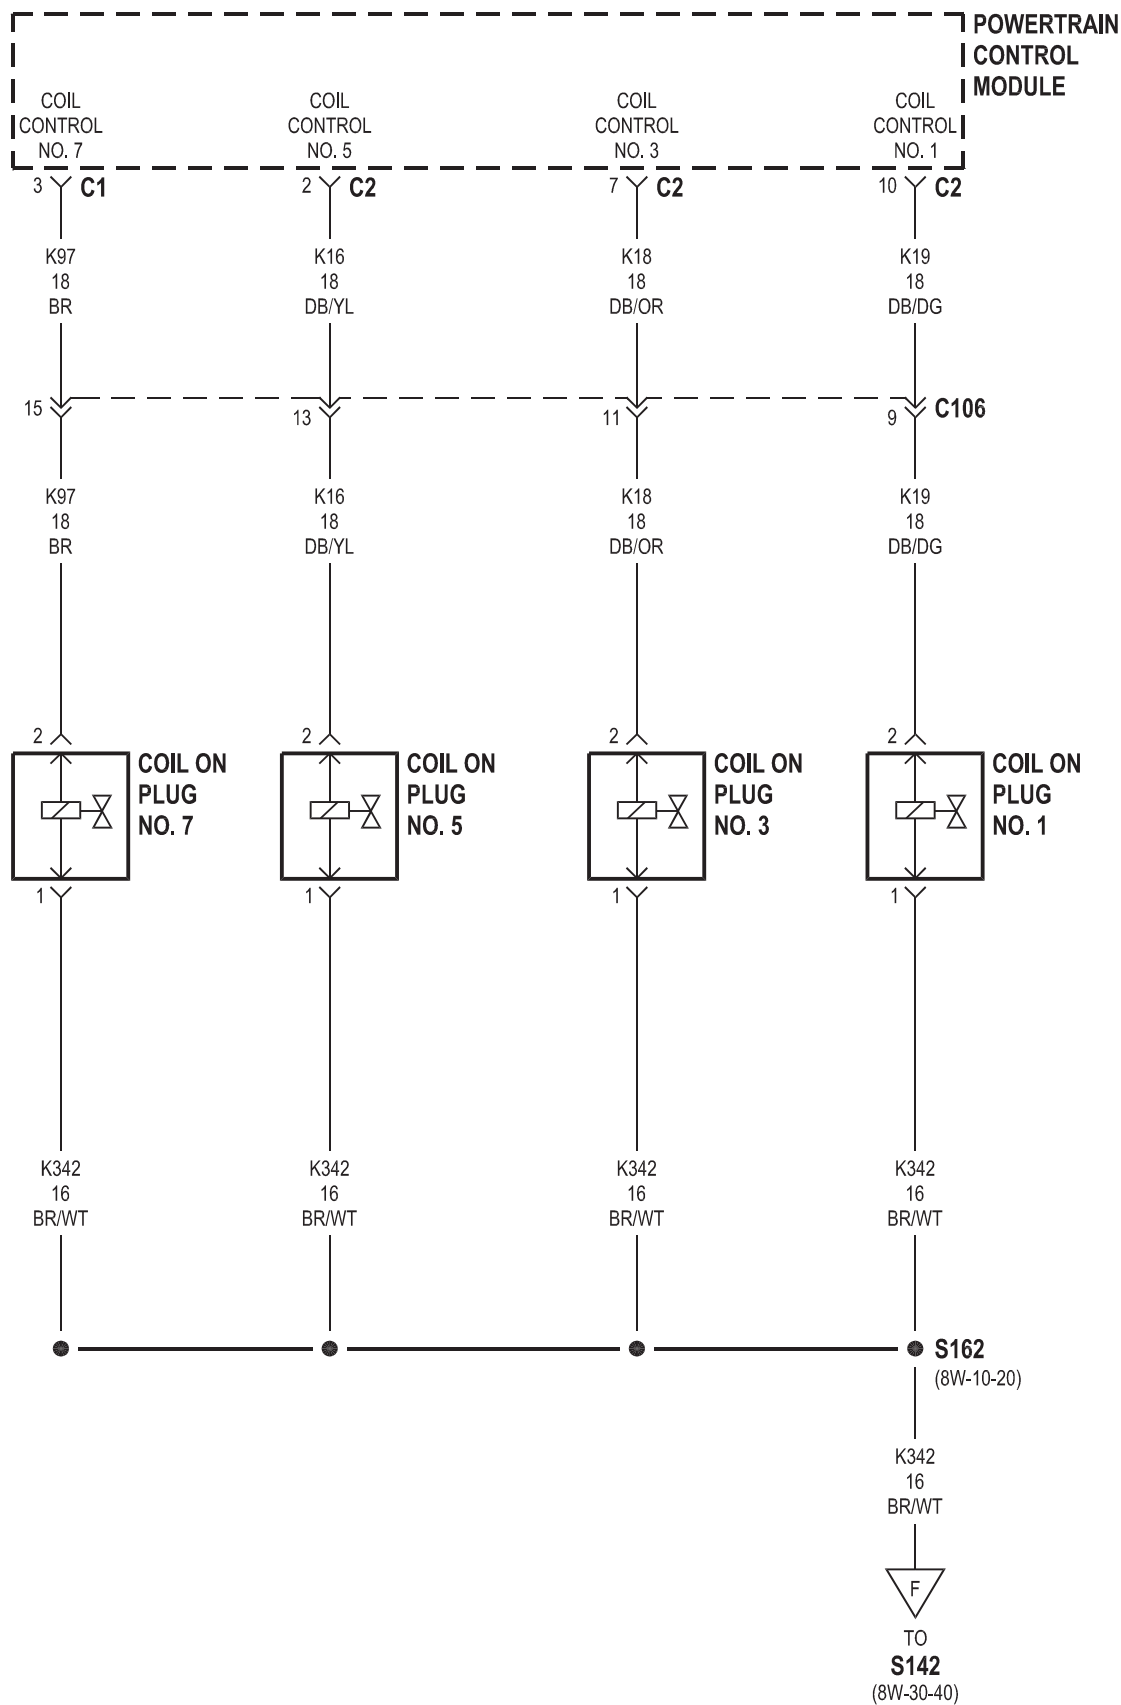 POWERTRAIN
CONTROL
MODULE
COIL
CONTROL
NO. 7
COIL
CONTROL
NO. 5
COIL
CONTROL
NO. 3
COIL
CONTROL
NO. 1
3 C1
2 C2
7 C2
10 C2
K97
18
BR
K16
18
DB/YL
K18
18
DB/OR
K19
18
DB/DG
15
13
11
9
C106
K97
18
BR
K16
18
DB/YL
K18
18
DB/OR
K19
18
DB/DG
2
COIL ON
PLUG
NO. 7
1
2
COIL ON
PLUG
NO. 5
1
2
COIL ON
PLUG
NO. 3
1
2
COIL ON
PLUG
NO. 1
1
K342
16
BR/WT
K342
16
BR/WT
K342
16
BR/WT
K342
16
BR/WT
S162
(8W-10-20)
K342
16
BR/WT
F
TO
S142
(8W-30-40)